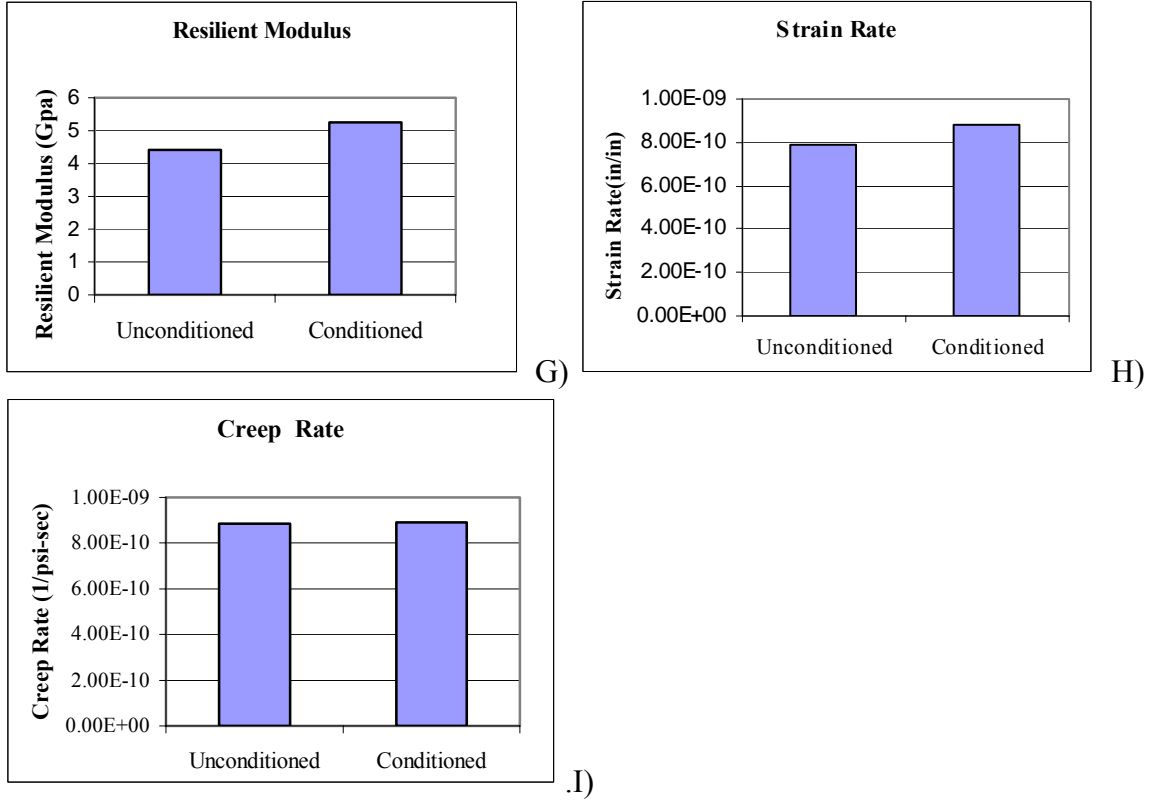 Resilient Modulus
Resilient Modulus (Gpa)
6
5
4
3
2
1
0
Unconditioned Conditioned
G)
Strain Rate
Strain Rate(in/in)
1.00E-09
8.00E-10
6.00E-10
4.00E-10
2.00E-10
0.00E+00
Unconditioned Conditioned
H)
Creep Rate
Creep Rate (1/psi-sec)
1.00E-09
8.00E-10
6.00E-10
4.00E-10
2.00E-10
0.00E+00
Unconditioned Conditioned
.I)